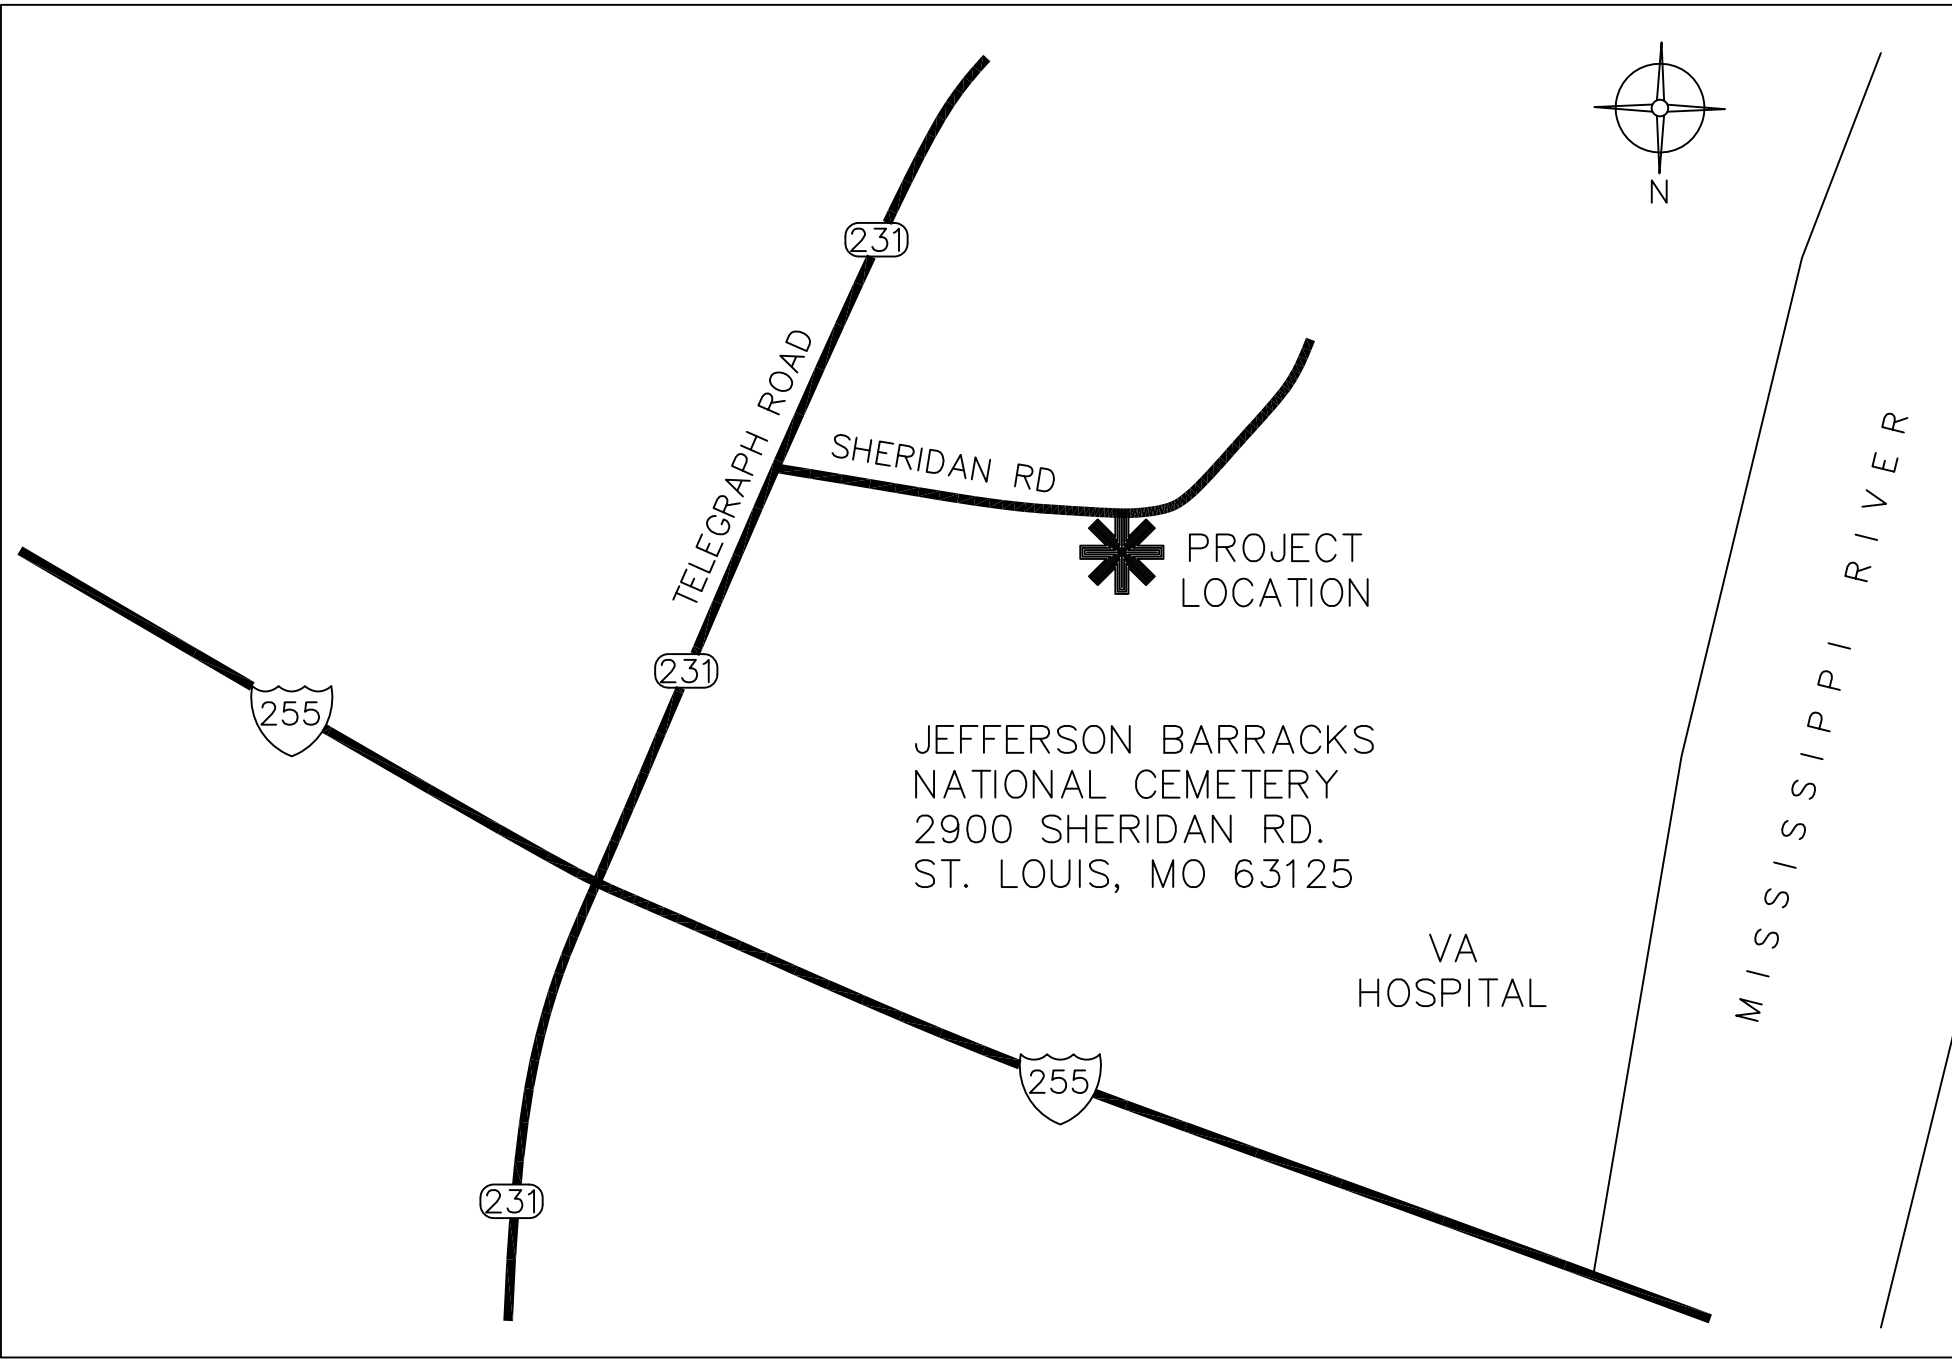 N
231
TELEGRAPH ROAD
SHERIDAN RD
PROJECT
LOCATION
231
255
JEFFERSON BARRACKS
NATIONAL CEMETERY
2900 SHERIDAN RD.
ST. LOUIS, MO 63125
VA
HOSPITAL
MISSISSIPPI RIVER
255
231